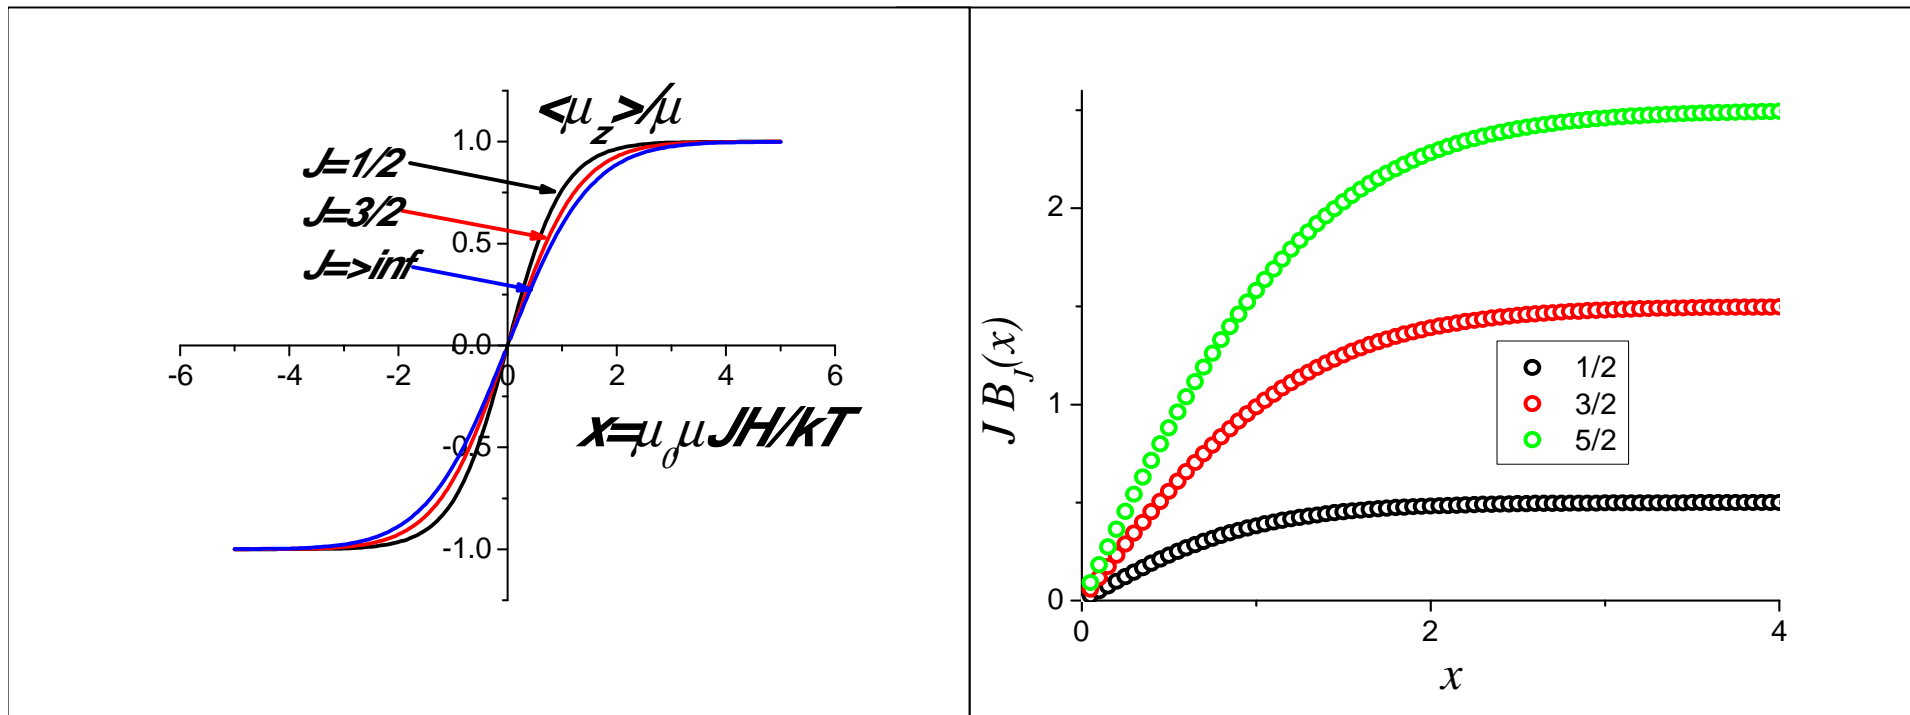 <μz>/μ
1.0
J=1/2
J=3/2
0.5
J=>inf
0.0
-6 -4 -2 0 2 4 6
x=μ0μJH/kT
-0.5
-1.0
J BJ(x)
2
1
0
1/2
3/2
5/2
0 2 4
x